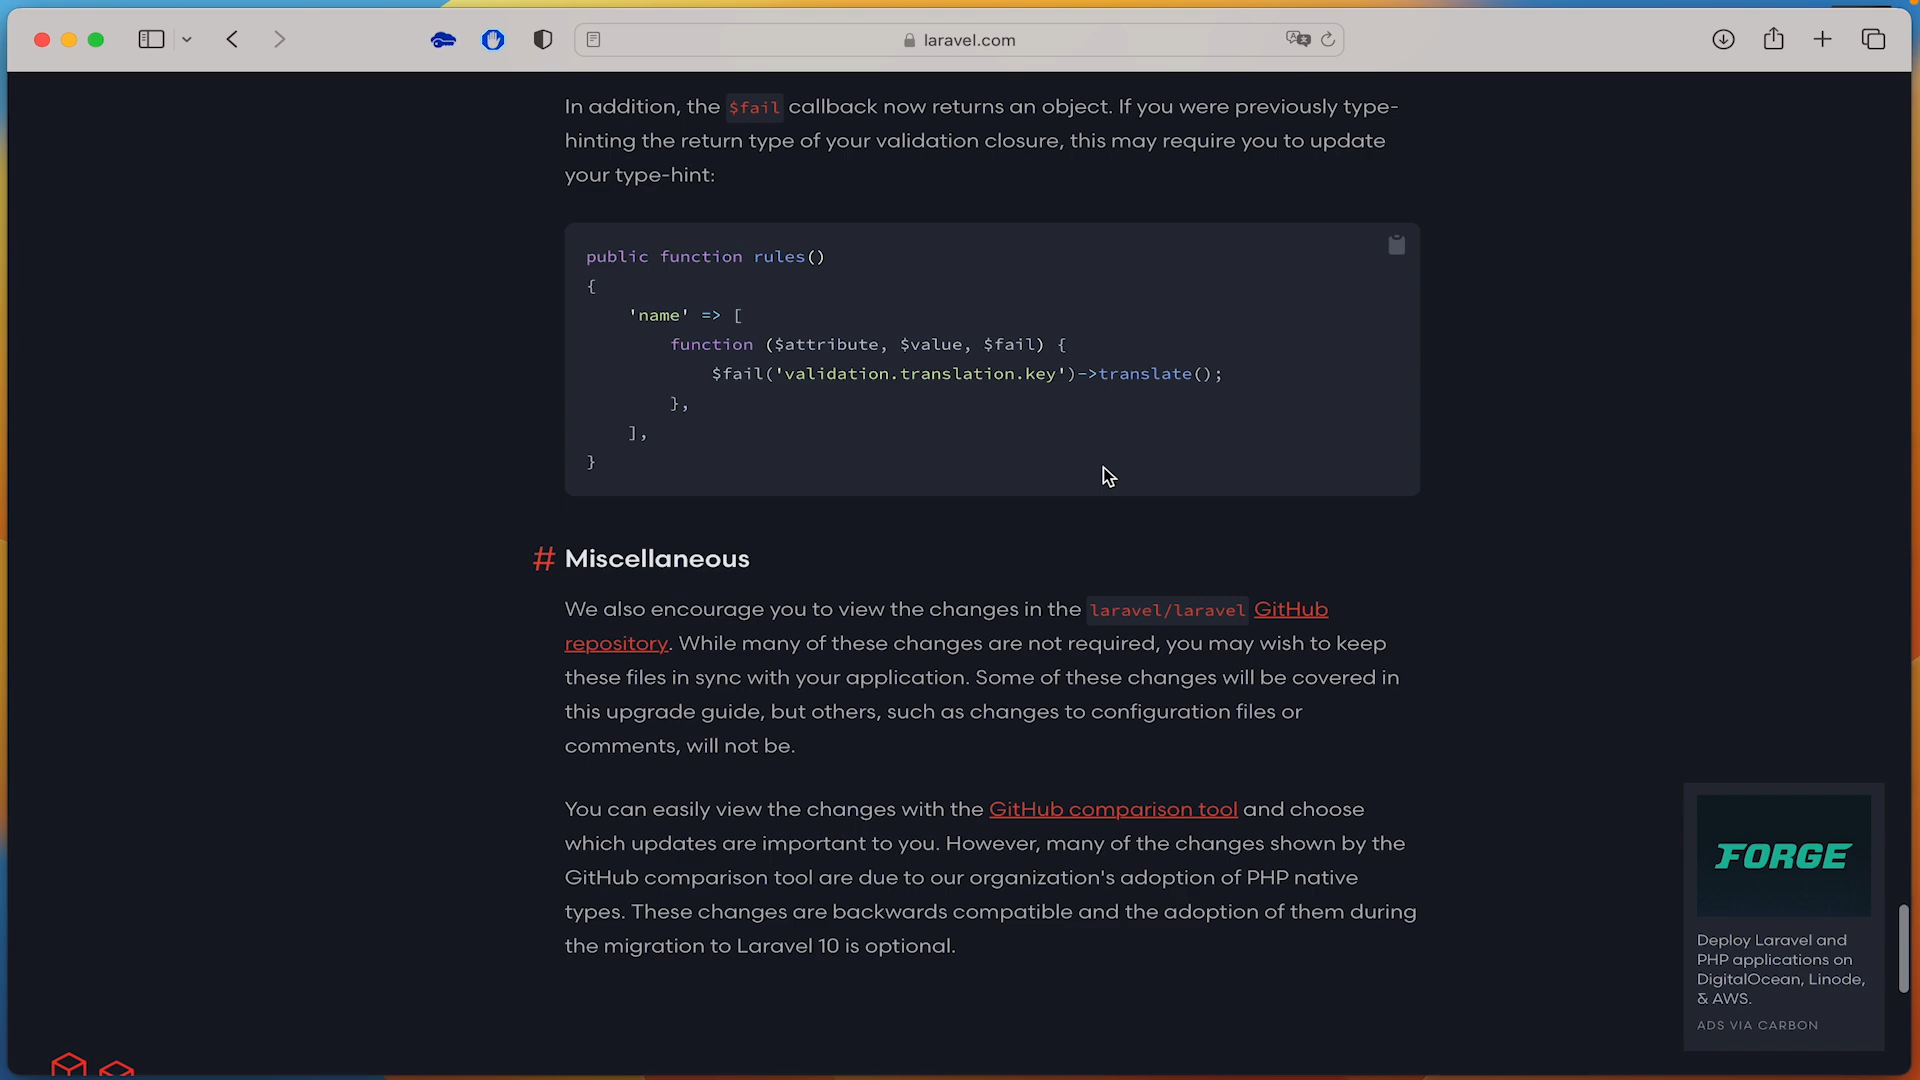 laravel.com
In addition, the $fail callback now returns an object. If you were previously type-
hinting the return type of your validation closure, this may require you to update
your type-hint:
public function rules()
{
    'name' => [
        function ($attribute, $value, $fail) {
            $fail('validation.translation.key')->translate();
        },
    ],
}
# Miscellaneous
We also encourage you to view the changes in the laravel/laravel GitHub
repository. While many of these changes are not required, you may wish to keep
these files in sync with your application. Some of these changes will be covered in
this upgrade guide, but others, such as changes to configuration files or
comments, will not be.
You can easily view the changes with the GitHub comparison tool and choose
which updates are important to you. However, many of the changes shown by the
GitHub comparison tool are due to our organization's adoption of PHP native
types. These changes are backwards compatible and the adoption of them during
the migration to Laravel 10 is optional.
FORGE
Deploy Laravel and
PHP applications on
DigitalOcean, Linode,
& AWS.
ADS VIA CARBON